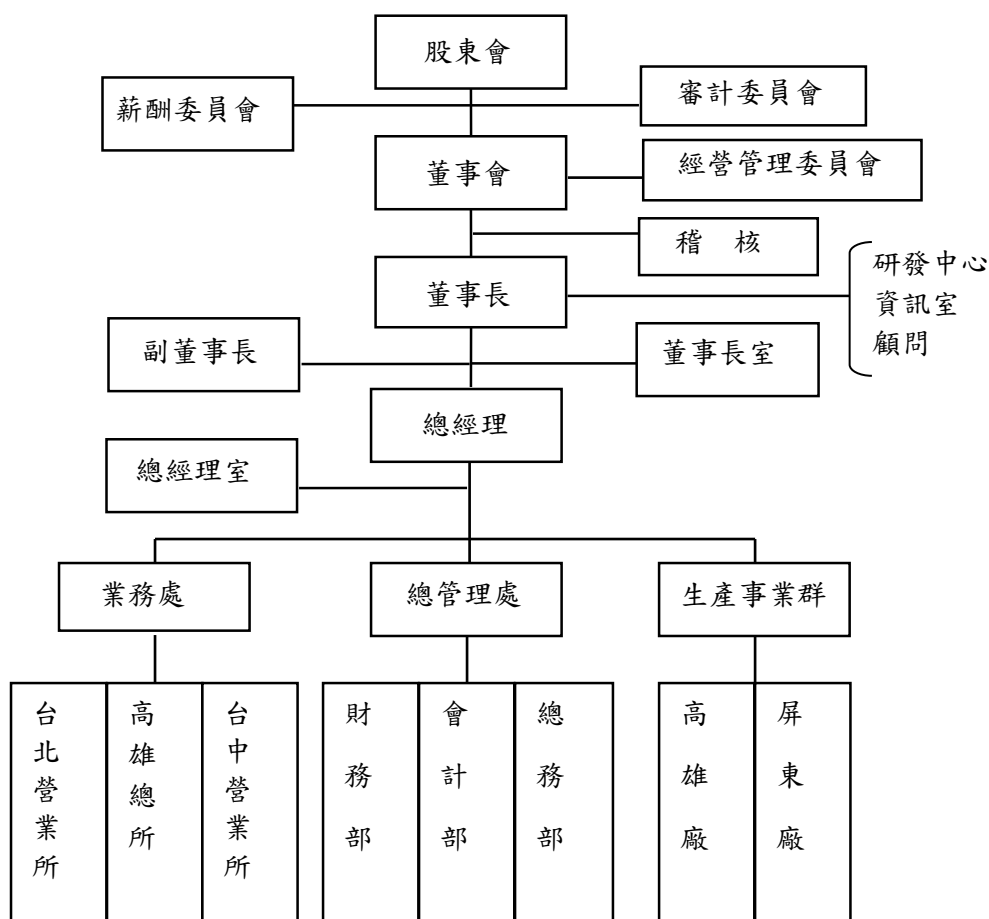 股東會
薪酬委員會
審計委員會
董事會
經營管理委員會
稽 核
董事長
研發中心
資訊室
顧問
副董事長
董事長室
總經理
總經理室
業務處
總管理處
生產事業群
台北營業所
高雄總所
台中營業所
財務部
會計部
總務部
高雄廠
屏東廠